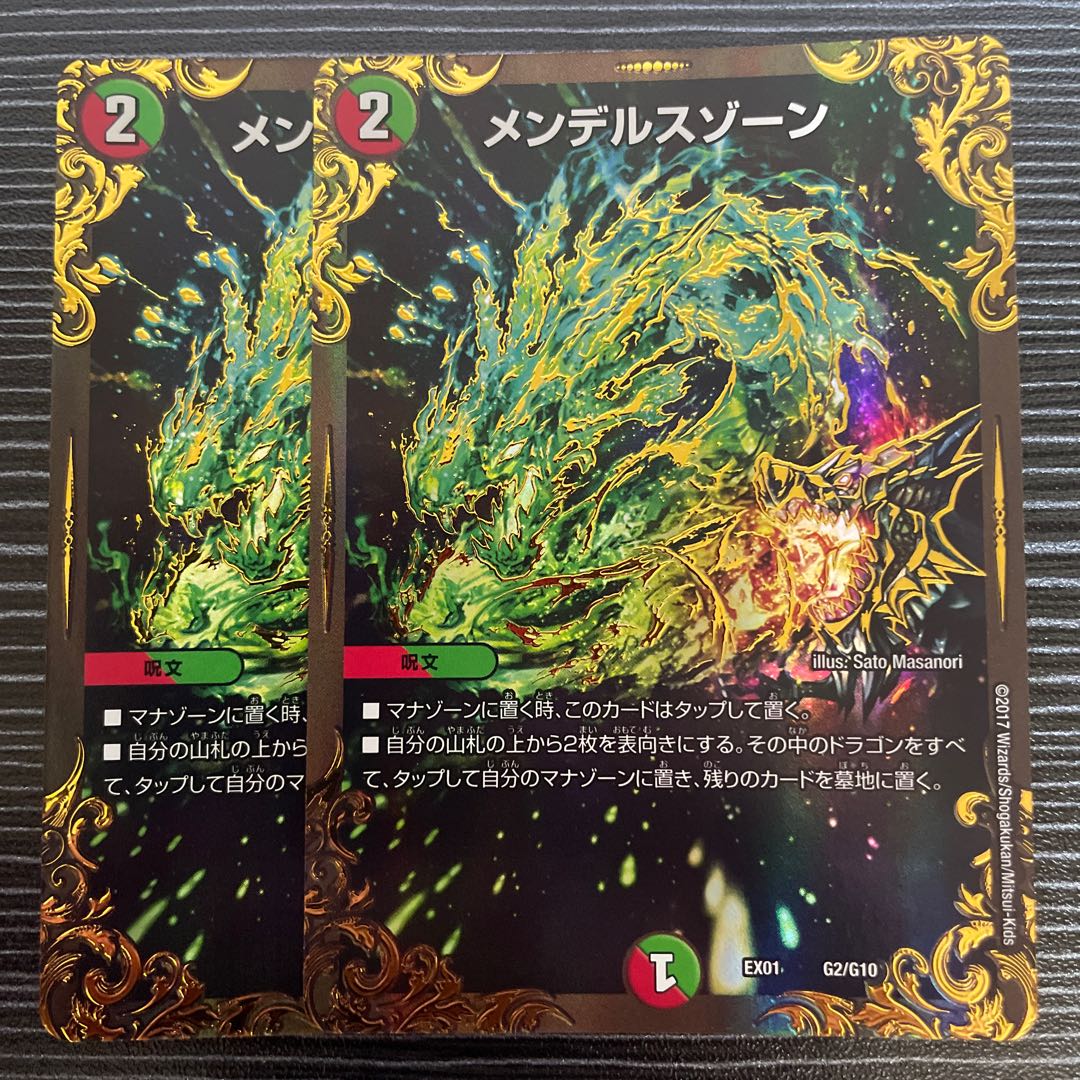 2
メン
呪文
■ マナゾーンに置く時、
■ 自分の山札の上から
て、タップして自分のマ
2
メンデルスゾーン
呪文
illus: Sato Masanori
■ マナゾーンに置く時、このカードはタップして置く。
■ 自分の山札の上から2枚を表向きにする。その中のドラゴンをすべ
て、タップして自分のマナゾーンに置き、残りのカードを墓地に置く。
1
EX01 G2/G10
©2017 Wizards/Shogakukan/Mitsui-Kids